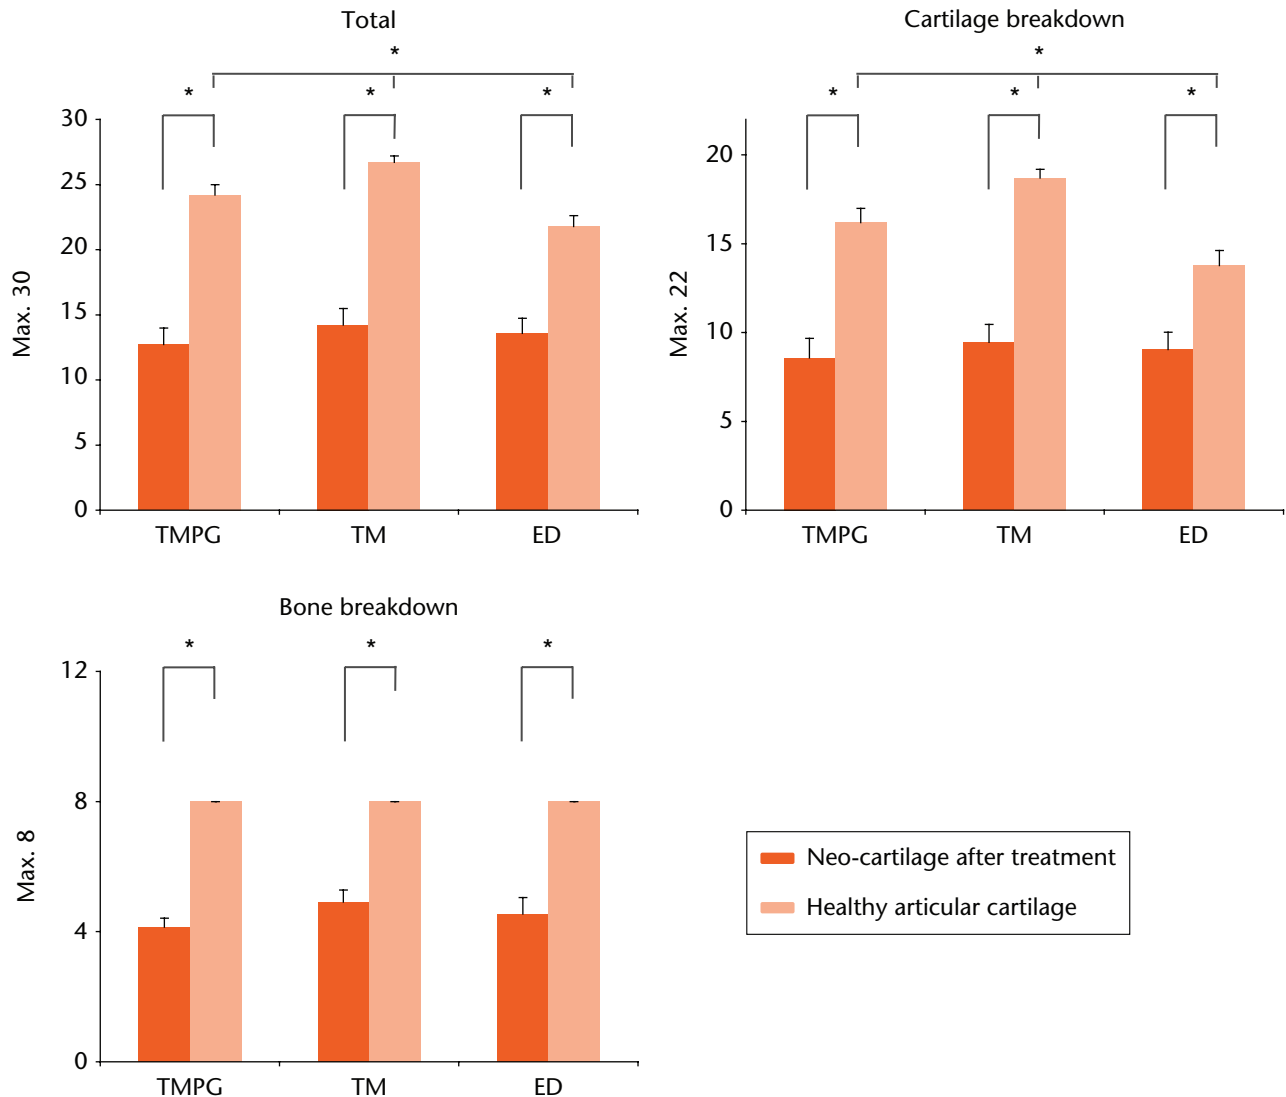 Total
*
* * *
Max. 30
30
25
20
15
10
5
0
TMPG TM ED
Cartilage breakdown
*
* * *
Max. 22
20
15
10
5
0
TMPG TM ED
Bone breakdown
* * *
Max. 8
12
8
4
0
TMPG TM ED
Neo-cartilage after treatment
Healthy articular cartilage